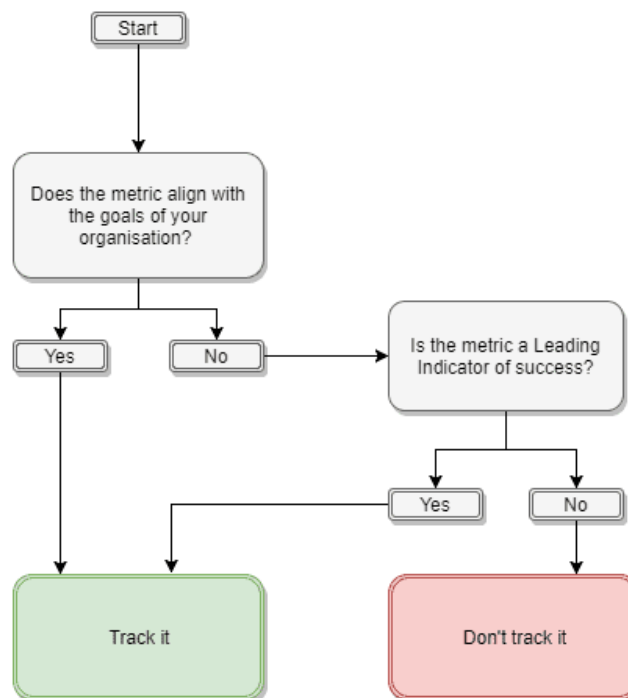 Start
Does the metric align with
the goals of your
organisation?
Yes
No
Is the metric a Leading
Indicator of success?
Yes
No
Track it
Don't track it